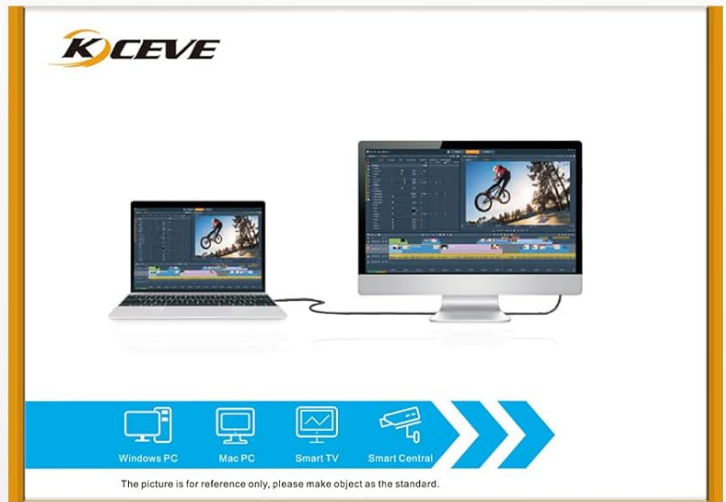 KCEVE
Windows PC
Mac PC
Smart TV
Smart Central
The picture is for reference only, please make object as the standard.